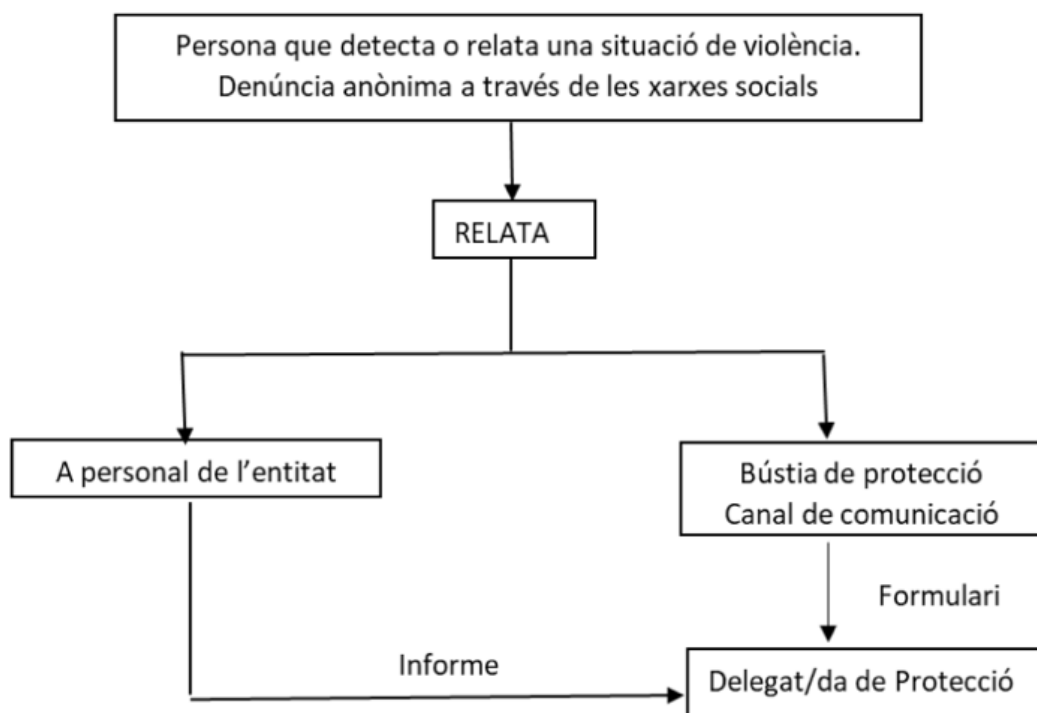 Persona que detecta o relata una situació de violència.
Denúncia anònima a través de les xarxes socials
RELATA
A personal de l'entitat
Bústia de protecció
Canal de comunicació
Formulari
Informe
Delegat/da de Protecció